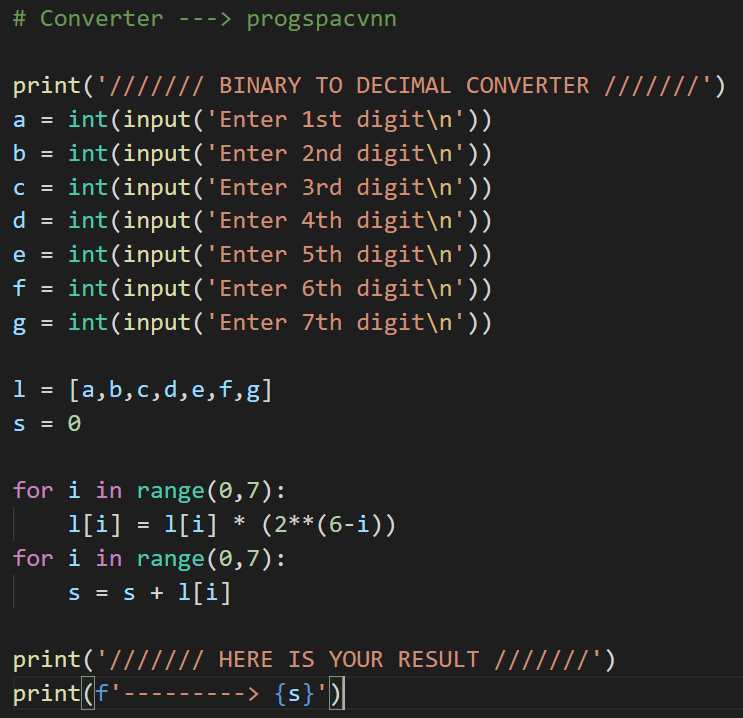 # Converter ---> progspacvnn
print('/////// BINARY TO DECIMAL CONVERTER ///////')
a = int(input('Enter 1st digit\n'))
b = int(input('Enter 2nd digit\n'))
c = int(input('Enter 3rd digit\n'))
d = int(input('Enter 4th digit\n'))
e = int(input('Enter 5th digit\n'))
f = int(input('Enter 6th digit\n'))
g = int(input('Enter 7th digit\n'))
l = [a,b,c,d,e,f,g]
s = 0
for i in range(0,7):
    l[i] = l[i] * (2**(6-i))
for i in range(0,7):
    s = s + l[i]
print('/////// HERE IS YOUR RESULT ///////')
print(f'---------> {s}')